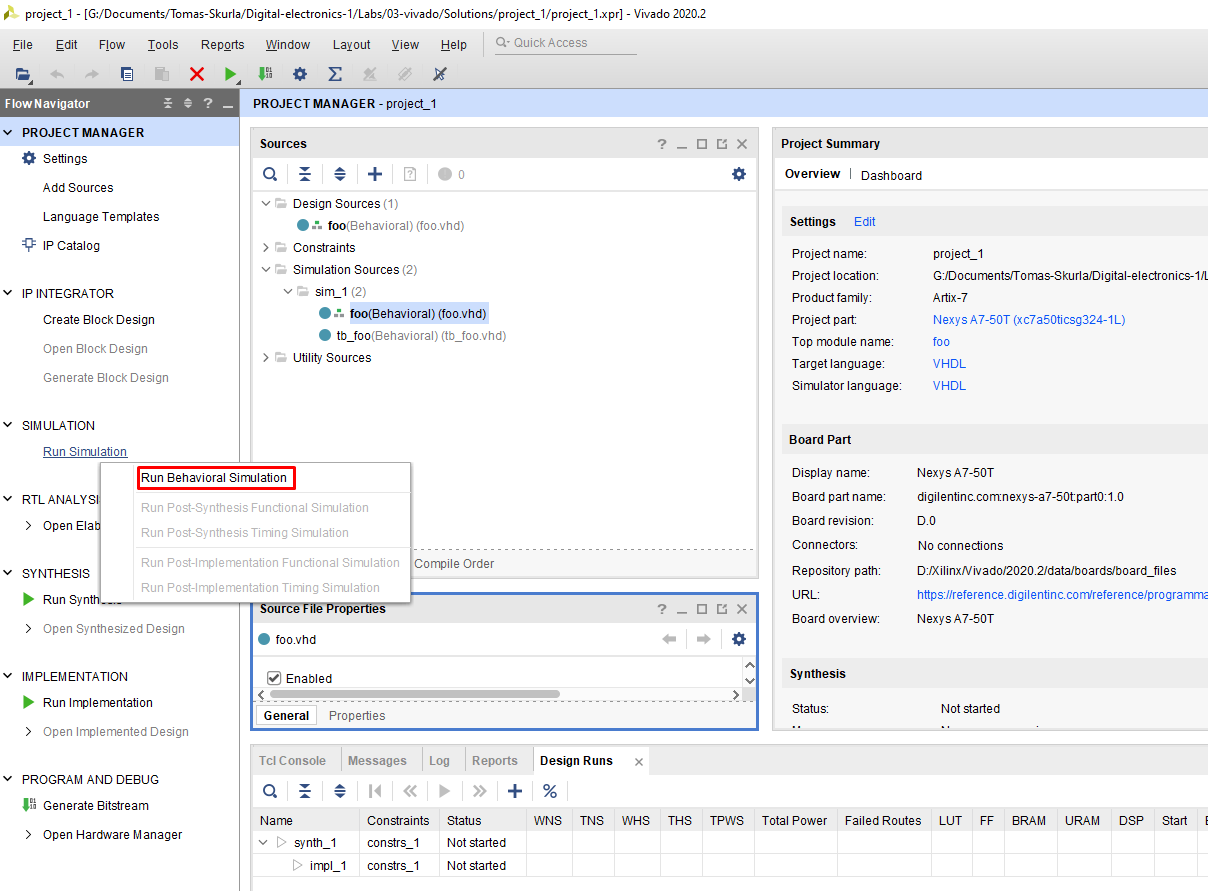 project_1 - [G:/Documents/Tomas-Skurla/Digital-electronics-1/Labs/03-vivado/Solutions/project_1/project_1.xpr] - Vivado 2020.2
File Edit Flow Tools Reports Window Layout View Help Quick Access
Flow Navigator
PROJECT MANAGER
Settings
Add Sources
Language Templates
IP Catalog
IP INTEGRATOR
Create Block Design
Open Block Design
Generate Block Design
SIMULATION
Run Simulation
RTL ANALYSI
Open Elab
SYNTHESIS
Run Synthesis
Open Synthesized Design
IMPLEMENTATION
Run Implementation
Open Implemented Design
PROGRAM AND DEBUG
Generate Bitstream
Open Hardware Manager
Run Behavioral Simulation
Run Post-Synthesis Functional Simulation
Run Post-Synthesis Timing Simulation
Run Post-Implementation Functional Simulation
Run Post-Implementation Timing Simulation
PROJECT MANAGER - project_1
Sources
0
Design Sources (1)
foo(Behavioral) (foo.vhd)
Constraints
Simulation Sources (2)
sim_1 (2)
foo(Behavioral) (foo.vhd)
tb_foo(Behavioral) (tb_foo.vhd)
Utility Sources
Compile Order
Source File Properties
foo.vhd
Enabled
General Properties
Project Summary
Overview | Dashboard
Settings Edit
Project name: project_1
Project location: G:/Documents/Tomas-Skurla/Digital-electronics-1/L
Product family: Artix-7
Project part: Nexys A7-50T (xc7a50ticsg324-1L)
Top module name: foo
Target language: VHDL
Simulator language: VHDL
Board Part
Display name: Nexys A7-50T
Board part name: digilentinc.com:nexys-a7-50t:part0:1.0
Board revision: D.0
Connectors: No connections
Repository path: D:/Xilinx/Vivado/2020.2/data/boards/board_files
URL: https://reference.digilentinc.com/reference/programma
Board overview: Nexys A7-50T
Synthesis
Status: Not started
Tcl Console Messages Log Reports Design Runs
Name Constraints Status WNS TNS WHS THS TPWS Total Power Failed Routes LUT FF BRAM URAM DSP Start
synth_1 constrs_1 Not started
impl_1 constrs_1 Not started